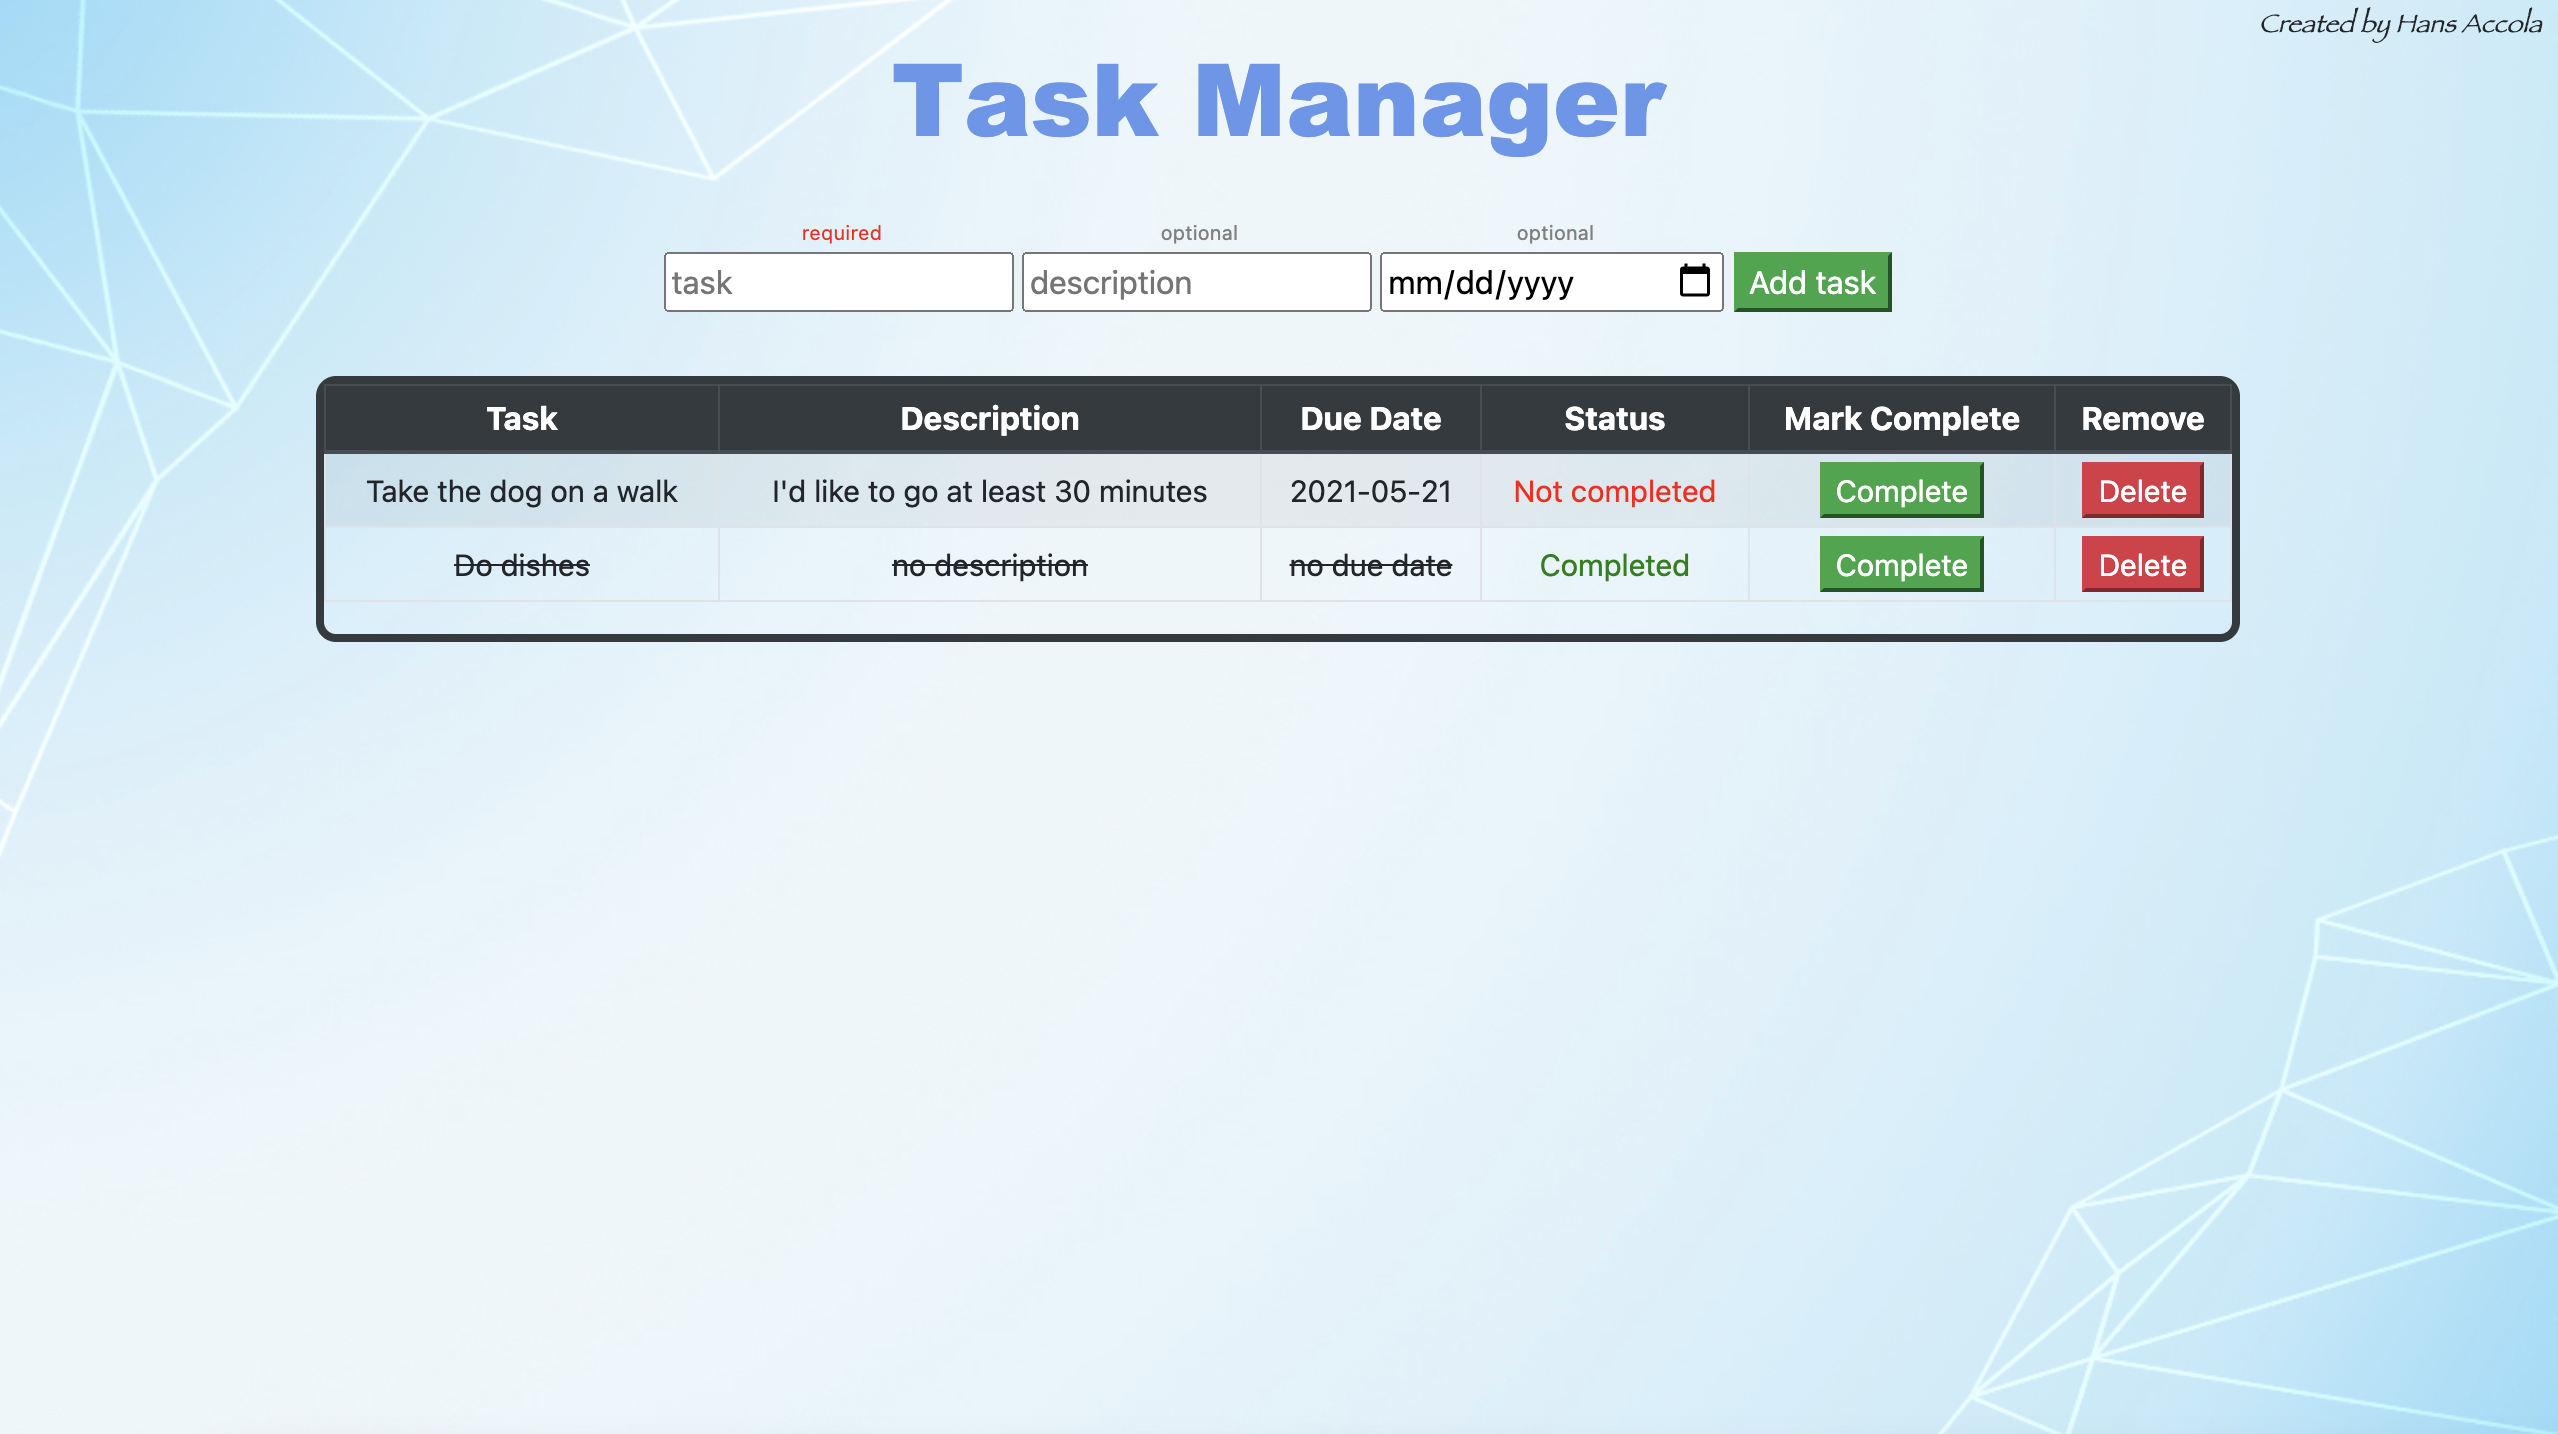 Created by Hans Accola
Task Manager
required optional optional
task description mm/dd/yyyy Add task
Task Description Due Date Status Mark Complete Remove
Take the dog on a walk I'd like to go at least 30 minutes 2021-05-21 Not completed Complete Delete
Do dishes no description no due date Completed Complete Delete